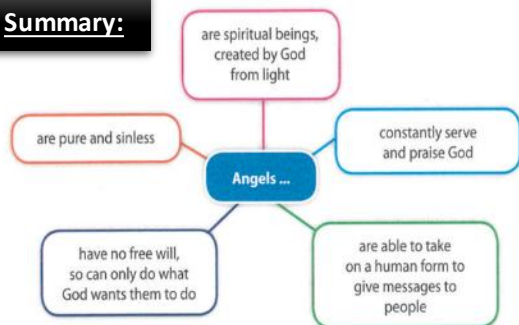 Summary:
are spiritual beings,
created by God
from light
are pure and sinless
constantly serve
and praise God
Angels ...
have no free will,
so can only do what
God wants them to do
are able to take
on a human form to
give messages to
people